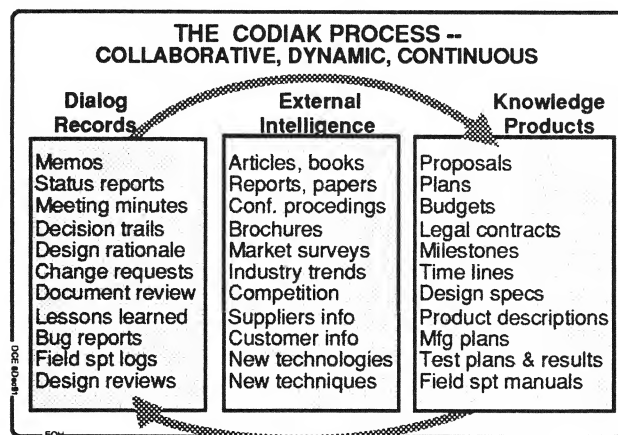 THE CODIAK PROCESS --
COLLABORATIVE, DYNAMIC, CONTINUOUS
Dialog
Records
Memos
Status reports
Meeting minutes
Decision trails
Design rationale
Change requests
Document review
Lessons learned
Bug reports
Field spt logs
Design reviews
External
Intelligence
Articles, books
Reports, papers
Conf. procedings
Brochures
Market surveys
Industry trends
Competition
Suppliers info
Customer info
New technologies
New techniques
Knowledge
Products
Proposals
Plans
Budgets
Legal contracts
Milestones
Time lines
Design specs
Product descriptions
Mfg plans
Test plans & results
Field spt manuals